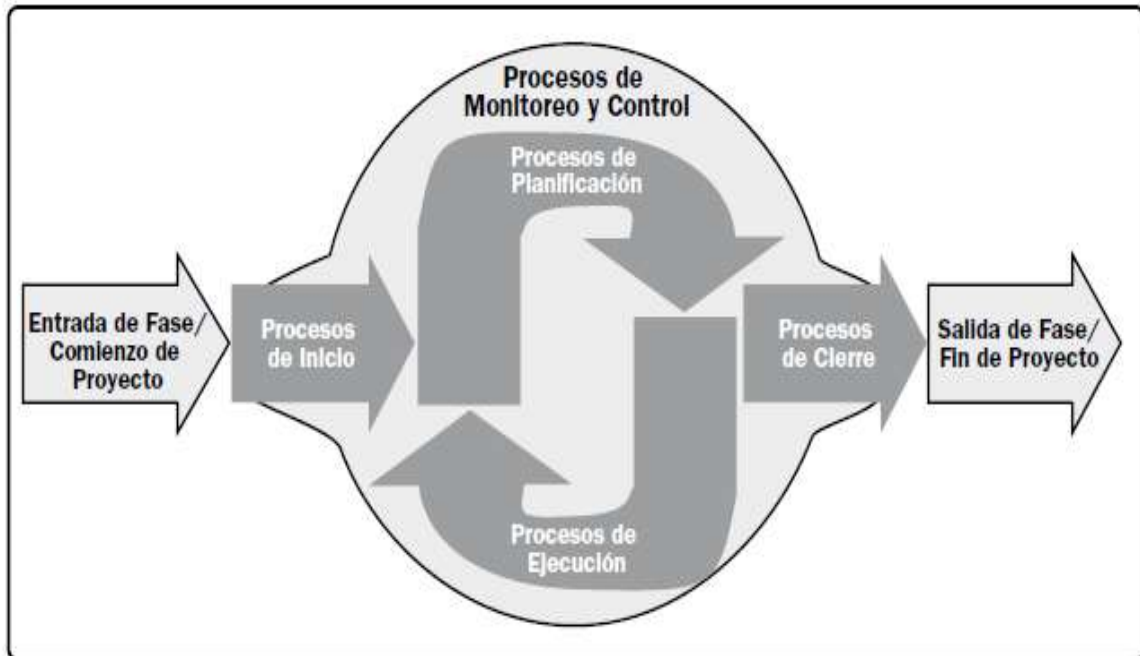 Procesos de
Monitoreo y Control
Procesos de
Planificación
Entrada de Fase/
Comienzo de
Proyecto
Procesos
de Inicio
Procesos
de Cierre
Salida de Fase/
Fin de Proyecto
Procesos de
Ejecución